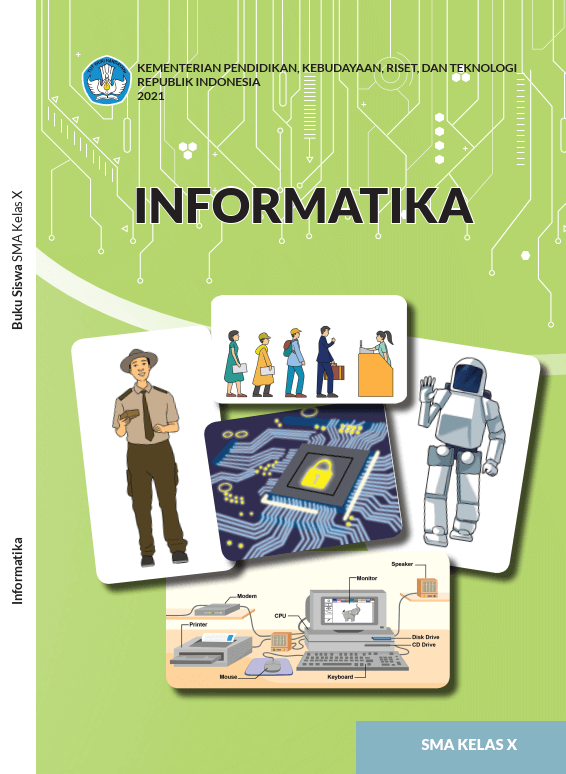 KEMENTERIAN PENDIDIKAN, KEBUDAYAAN, RISET, DAN TEKNOLOGI
REPUBLIK INDONESIA
2021
INFORMATIKA
Buku Siswa SMA Kelas X
Informatika
Speaker
Monitor
Modem
CPU
Printer
Disk Drive
CD Drive
Mouse
Keyboard
SMA KELAS X